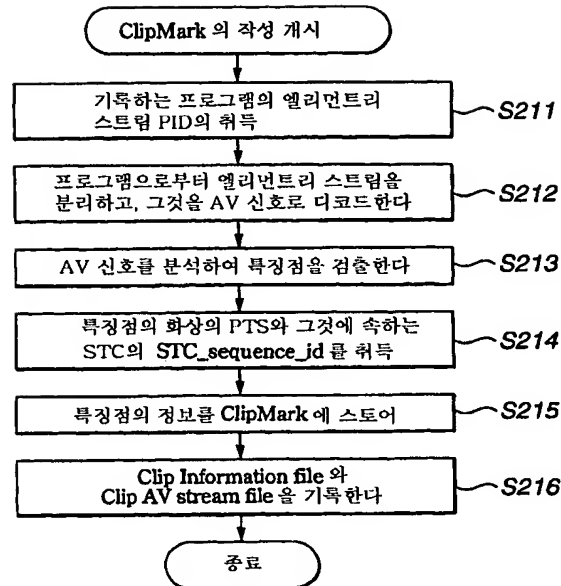 ClipMark 의 작성 개시
기록하는 프로그램의 엘리먼트리
스트림 PID의 취득
S211
프로그램으로부터 엘리먼트리 스트림을
분리하고, 그것을 AV 신호로 디코드한다
S212
AV 신호를 분석하여 특징점을 검출한다
S213
특징점의 화상의 PTS와 그것에 속하는
STC의 STC_sequence_id 를 취득
S214
특징점의 정보를 ClipMark 에 스토어
S215
Clip Information file 와
Clip AV stream file 을 기록한다
S216
종료